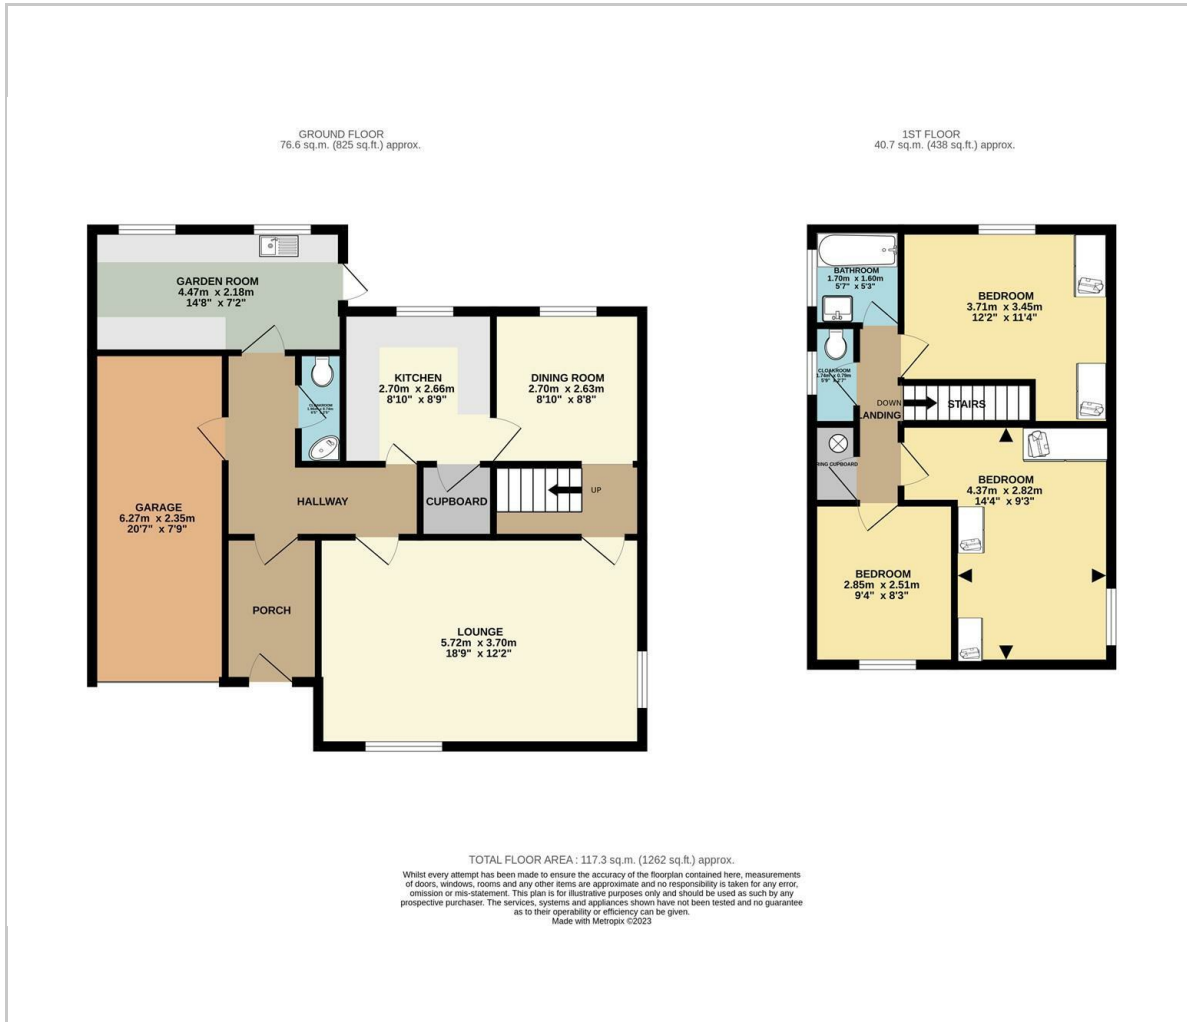 GROUND FLOOR
76.6 sq.m. (825 sq.ft.) approx.
GARDEN ROOM
4.47m x 2.18m
14'8" x 7'2"
KITCHEN
2.70m x 2.66m
8'10" x 8'9"
DINING ROOM
2.70m x 2.63m
8'10" x 8'8"
CLOAKROOM
GARAGE
6.27m x 2.35m
20'7" x 7'9"
HALLWAY
CUPBOARD
UP
PORCH
LOUNGE
5.72m x 3.70m
18'9" x 12'2"
1ST FLOOR
40.7 sq.m. (438 sq.ft.) approx.
BATHROOM
1.70m x 1.60m
5'7" x 5'3"
BEDROOM
3.71m x 3.45m
12'2" x 11'4"
CLOAKROOM
DOWN
STAIRS
LANDING
RING CUPBOARD
BEDROOM
4.37m x 2.82m
14'4" x 9'3"
BEDROOM
2.85m x 2.51m
9'4" x 8'3"
TOTAL FLOOR AREA : 117.3 sq.m. (1262 sq.ft.) approx.
Whilst every attempt has been made to ensure the accuracy of the floorplan contained here, measurements
of doors, windows, rooms and any other items are approximate and no responsibility is taken for any error,
omission or mis-statement. This plan is for illustrative purposes only and should be used as such by any
prospective purchaser. The services, systems and appliances shown have not been tested and no guarantee
as to their operability or efficiency can be given.
Made with Metropix ©2023